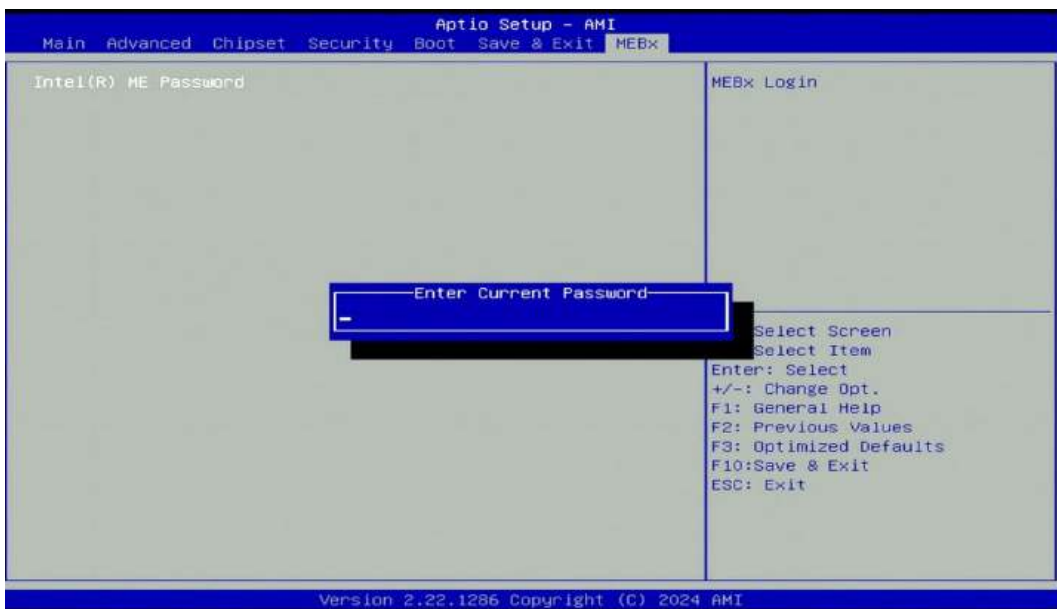 Aptio Setup - AMI
Main Advanced Chipset Security Boot Save & Exit MEBx
Intel(R) ME Password
MEBx Login
Enter Current Password
Select Screen
Select Item
Enter: Select
+/-: Change Opt.
F1: General Help
F2: Previous Values
F3: Optimized Defaults
F10:Save & Exit
ESC: Exit
Version 2.22.1286 Copyright (C) 2024 AMI